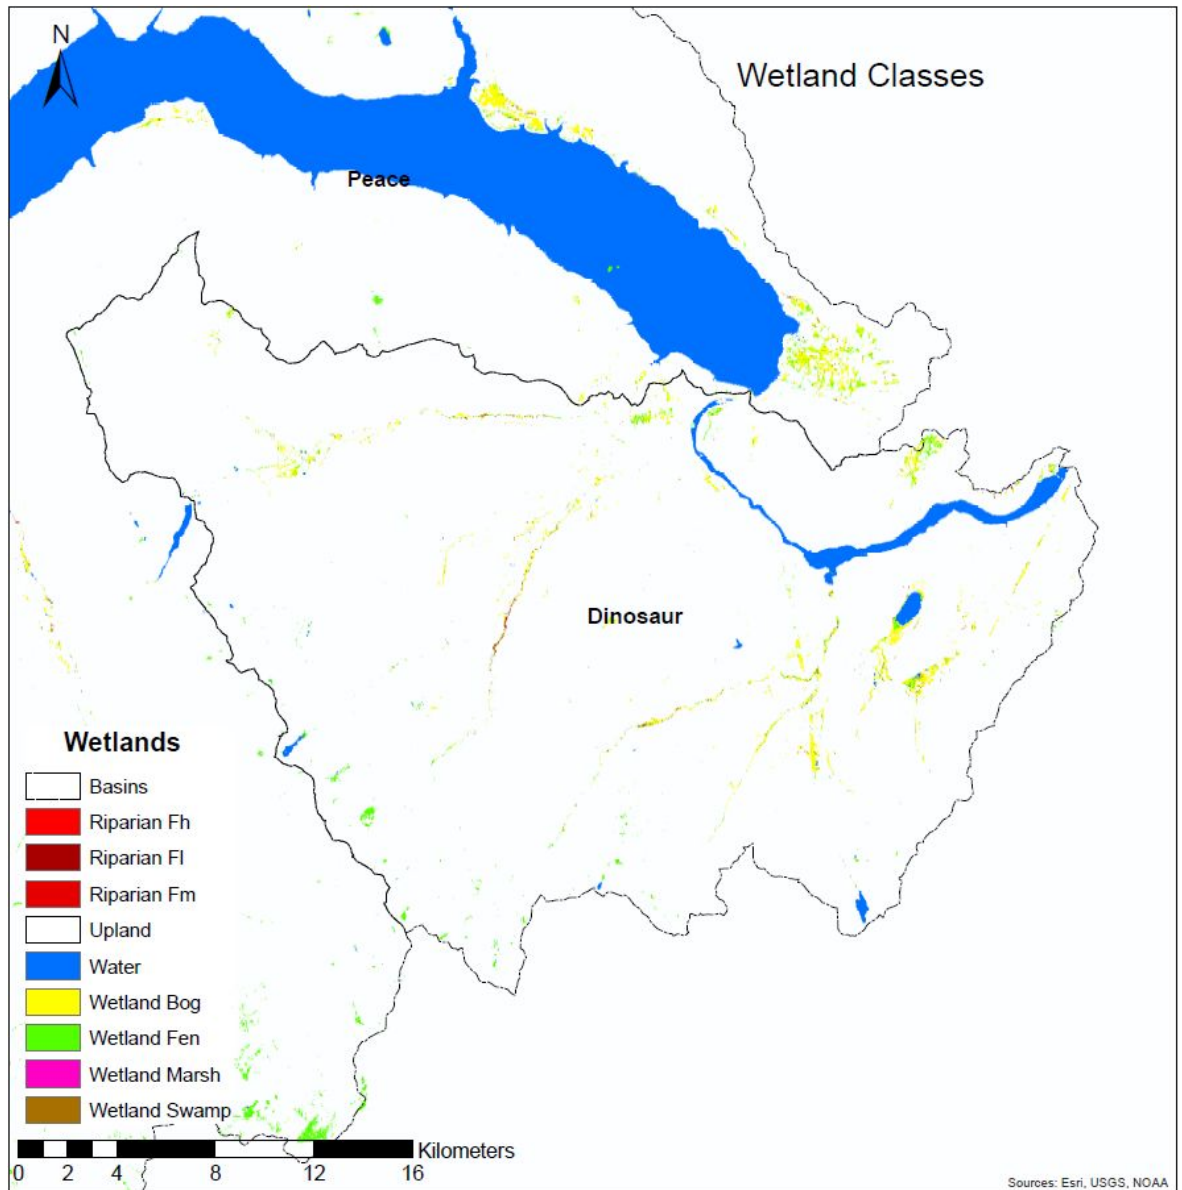 N
Wetland Classes
Peace
Dinosaur
Wetlands
Basins
Riparian Fh
Riparian Fl
Riparian Fm
Upland
Water
Wetland Bog
Wetland Fen
Wetland Marsh
Wetland Swamp
Kilometers
0 2 4 8 12 16
Sources: Esri, USGS, NOAA